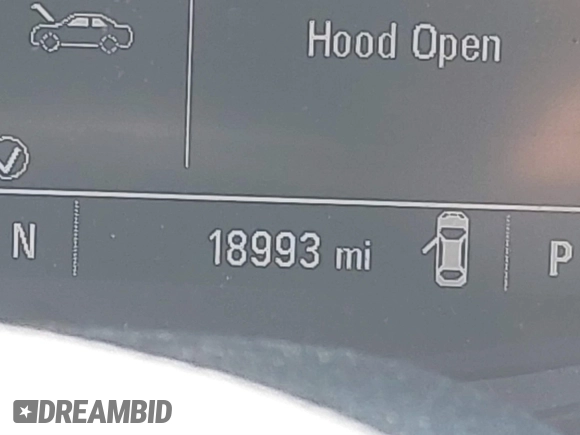 Hood Open
N 18993 mi P
DREAMBID